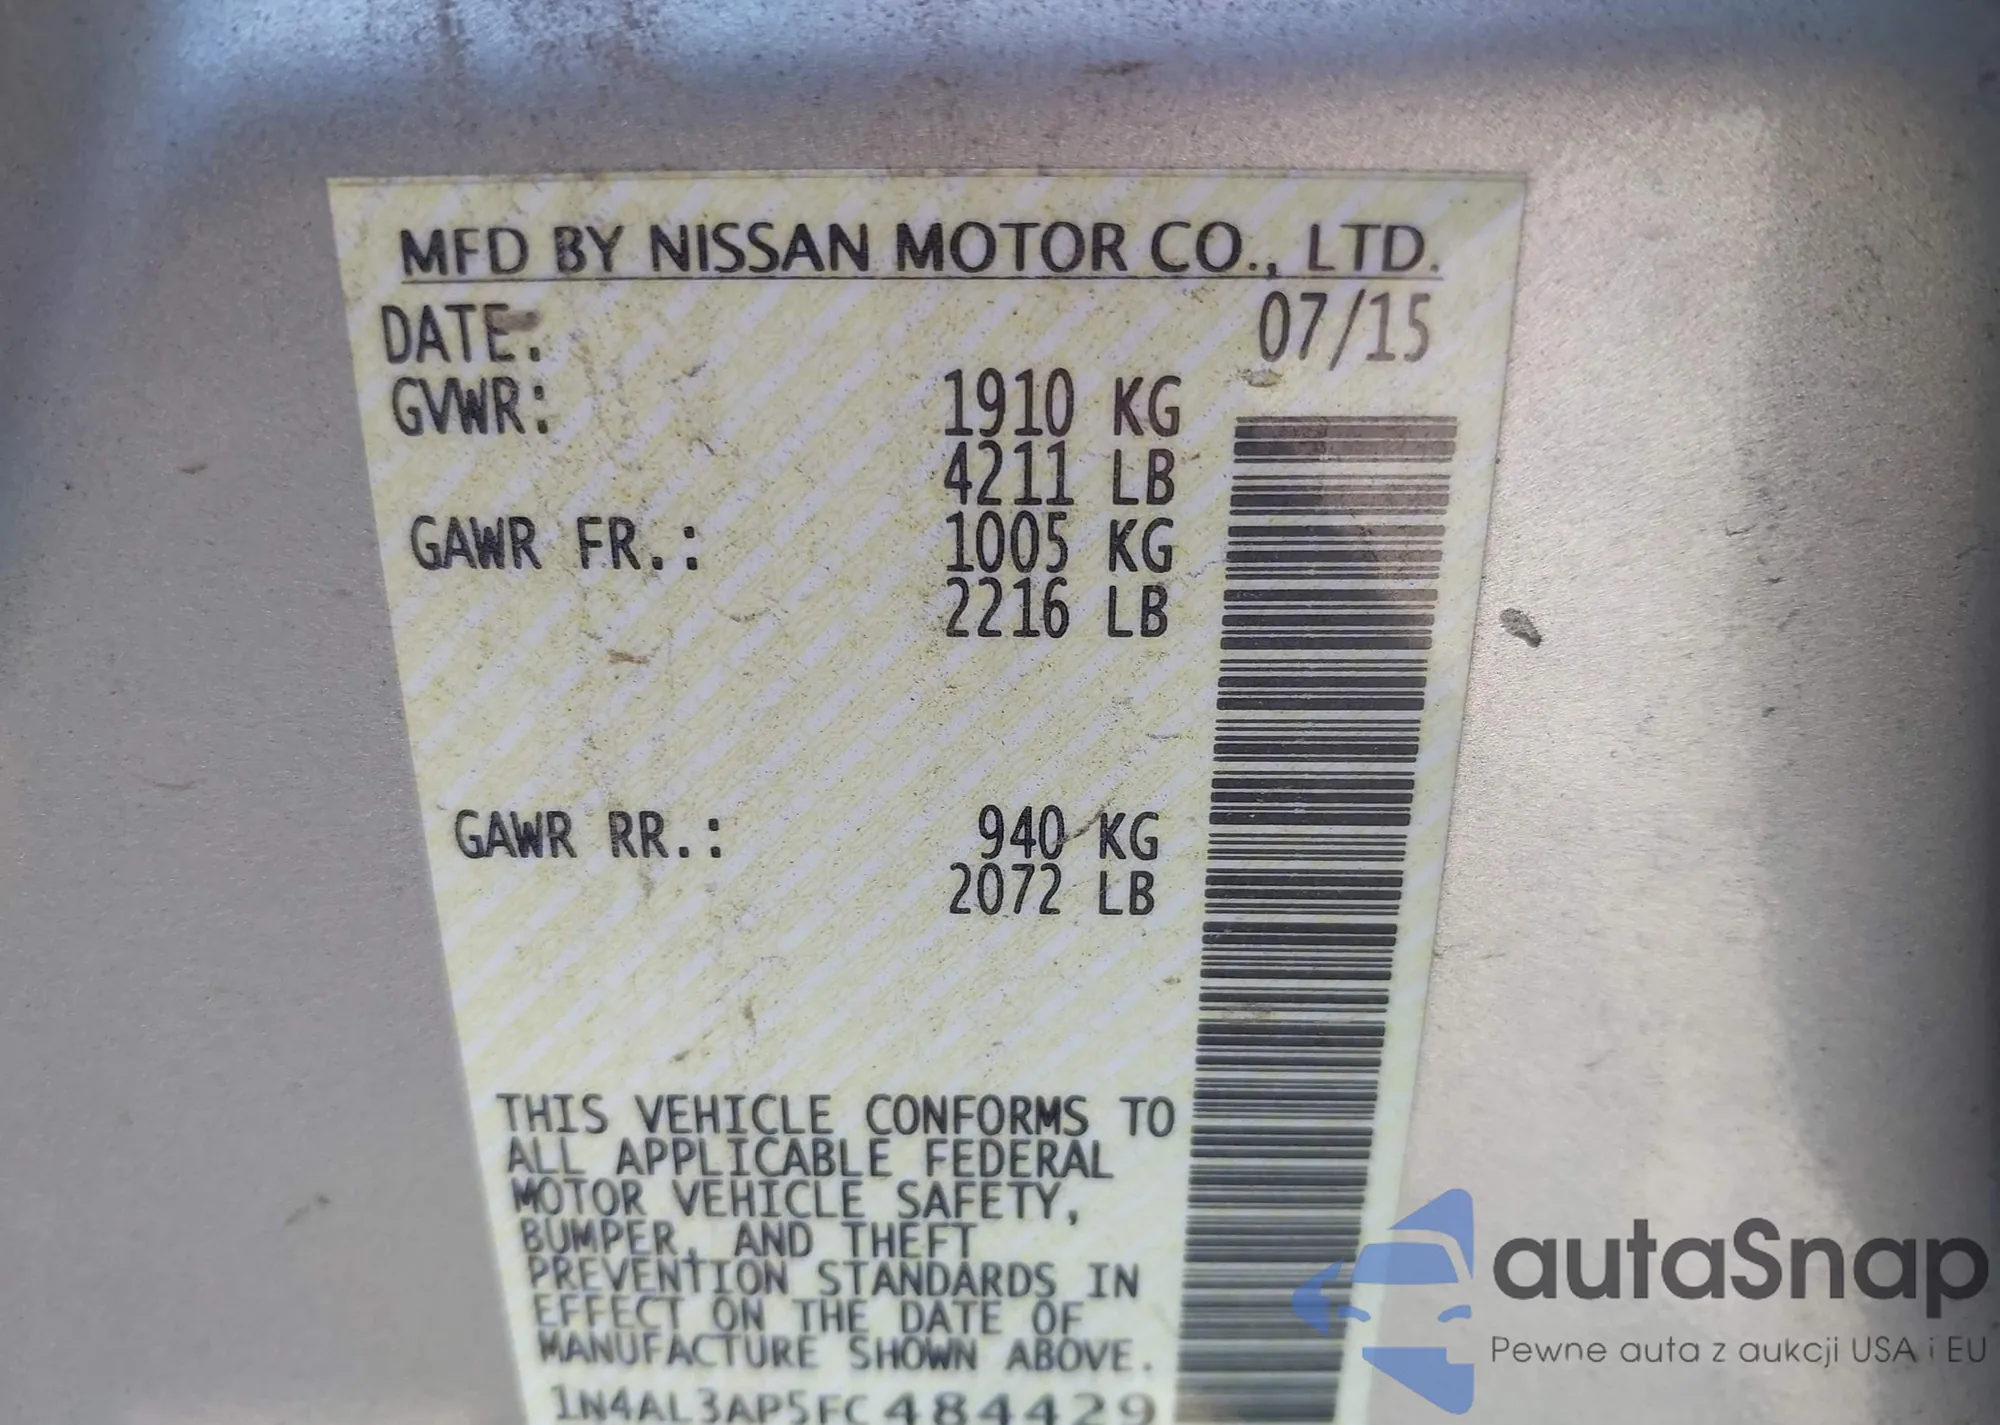 MFD BY NISSAN MOTOR CO., LTD.
DATE: 07/15
GVWR: 1910 KG
4211 LB
GAWR FR.: 1005 KG
2216 LB
GAWR RR.: 940 KG
2072 LB
THIS VEHICLE CONFORMS TO
ALL APPLICABLE FEDERAL
MOTOR VEHICLE SAFETY,
BUMPER, AND THEFT
PREVENTION STANDARDS IN
EFFECT ON THE DATE OF
MANUFACTURE SHOWN ABOVE.
1N4AL3AP5FC484429
autaSnap
Pewne auta z aukcji USA i EU